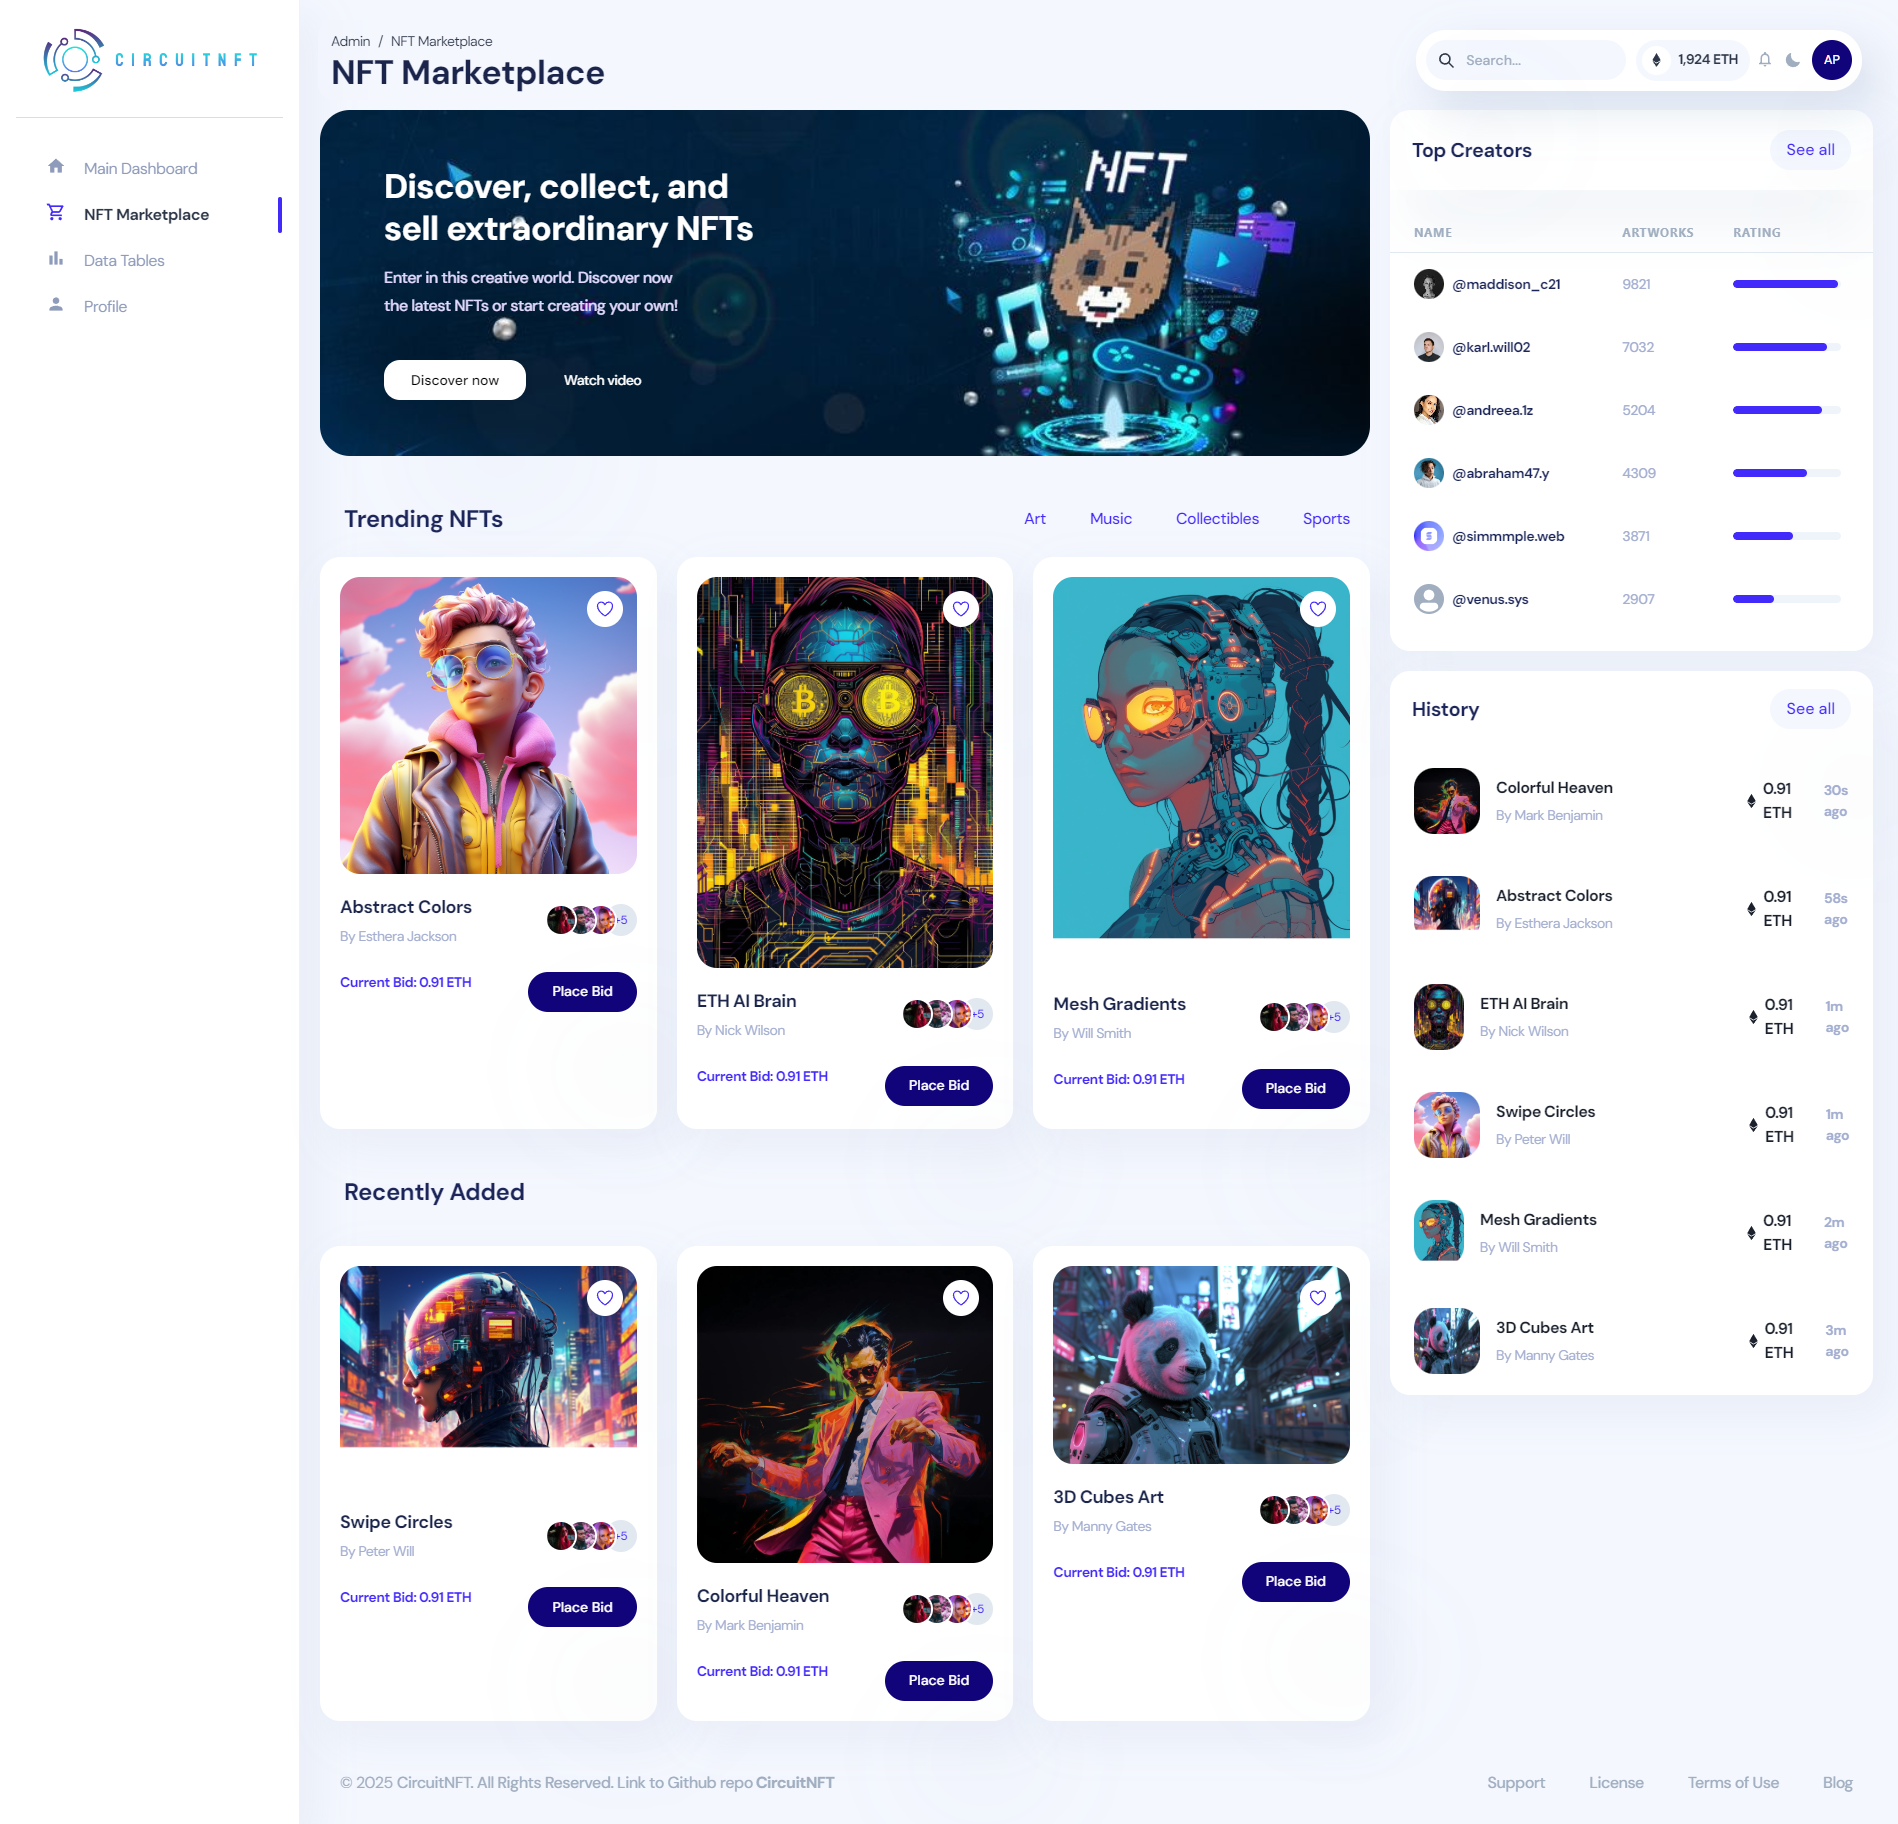 CIRCUITNFT
Main Dashboard
NFT Marketplace
Data Tables
Profile
Admin / NFT Marketplace
NFT Marketplace
Search...
1,924 ETH
AP
Discover, collect, and
sell extraordinary NFTs
Enter in this creative world. Discover now
the latest NFTs or start creating your own!
Discover now
Watch video
NFT
Trending NFTs
Art
Music
Collectibles
Sports
Abstract Colors
By Esthera Jackson
+5
Current Bid: 0.91 ETH
Place Bid
ETH AI Brain
By Nick Wilson
+5
Current Bid: 0.91 ETH
Place Bid
Mesh Gradients
By Will Smith
+5
Current Bid: 0.91 ETH
Place Bid
Recently Added
Swipe Circles
By Peter Will
+5
Current Bid: 0.91 ETH
Place Bid
Colorful Heaven
By Mark Benjamin
+5
Current Bid: 0.91 ETH
Place Bid
3D Cubes Art
By Manny Gates
+5
Current Bid: 0.91 ETH
Place Bid
Top Creators
See all
NAME ARTWORKS RATING
@maddison_c21 9821
@karl.will02 7032
@andreea.1z 5204
@abraham47.y 4309
@simmmple.web 3871
@venus.sys 2907
History
See all
Colorful Heaven
By Mark Benjamin
0.91
ETH
30s
ago
Abstract Colors
By Esthera Jackson
0.91
ETH
58s
ago
ETH AI Brain
By Nick Wilson
0.91
ETH
1m
ago
Swipe Circles
By Peter Will
0.91
ETH
1m
ago
Mesh Gradients
By Will Smith
0.91
ETH
2m
ago
3D Cubes Art
By Manny Gates
0.91
ETH
3m
ago
© 2025 CircuitNFT. All Rights Reserved. Link to Github repo CircuitNFT
Support
License
Terms of Use
Blog